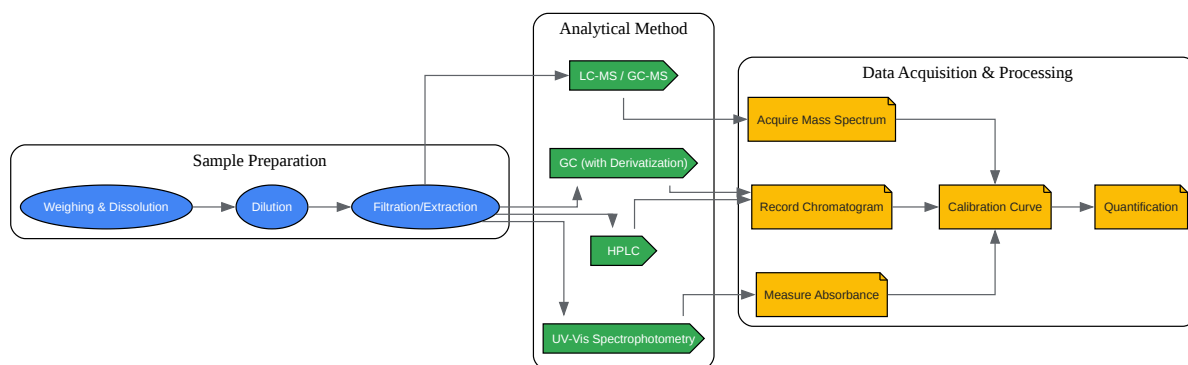 Sample Preparation
Weighing & Dissolution
Dilution
Filtration/Extraction
Analytical Method
LC-MS / GC-MS
GC (with Derivatization)
HPLC
UV-Vis Spectrophotometry
Data Acquisition & Processing
Acquire Mass Spectrum
Record Chromatogram
Calibration Curve
Quantification
Measure Absorbance